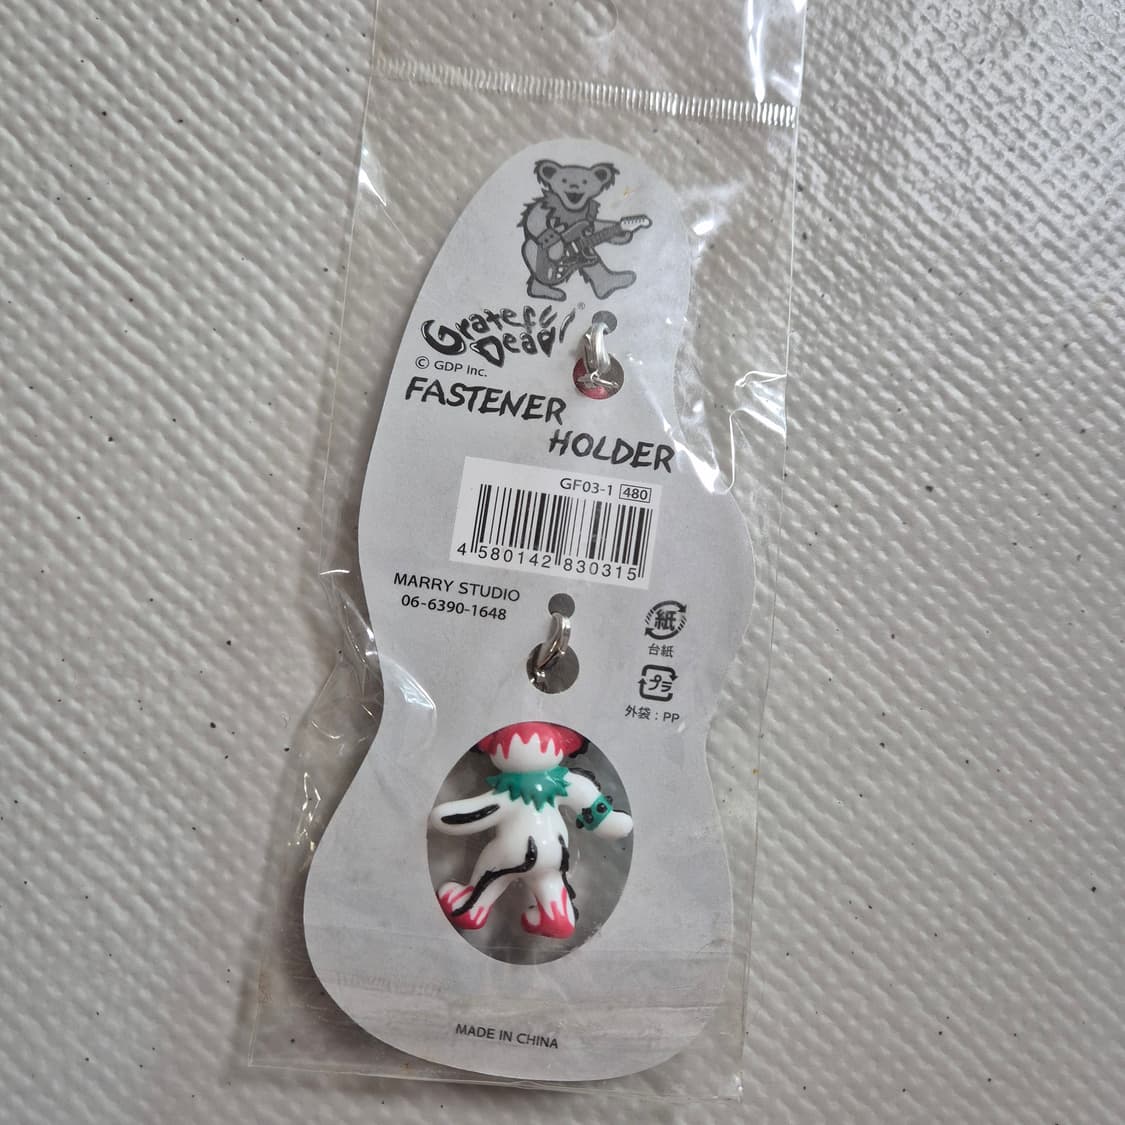 Grateful
Dead ®
© GDP Inc.
FASTENER
HOLDER
GF03-1 480
4 580142 830315
MARRY STUDIO
06-6390-1648
紙
台紙
プラ
外袋：PP
MADE IN CHINA